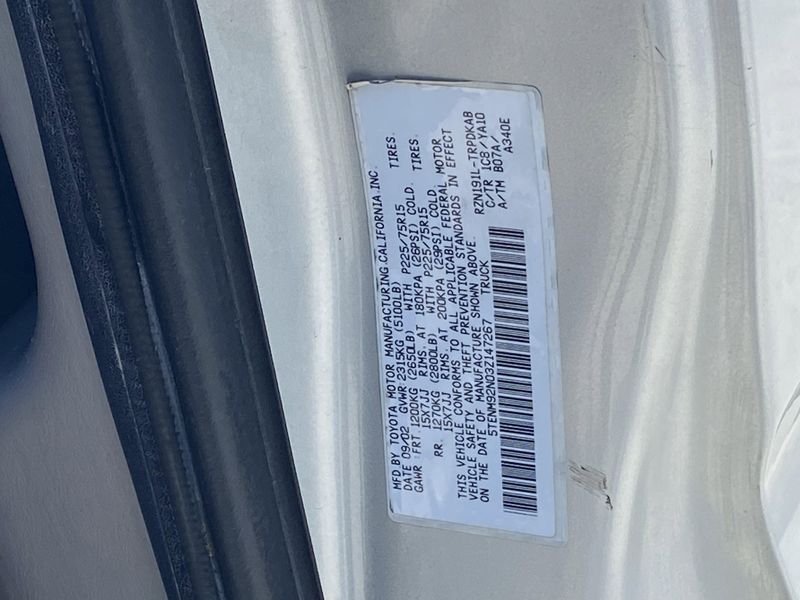 MFD BY TOYOTA MOTOR MANUFACTURING, CALIFORNIA, INC.
DATE 09/02 GVWR 2315KG (5100LB)
GAWR: FRT 1200KG (2650LB) WITH P225/75R15 TIRES.
15X7JJ RIMS. AT 180KPA (26PSI) COLD.
RR. 1270KG (2800LB) WITH P225/75R15 TIRES.
15X7JJ RIMS. AT 200KPA (29PSI) COLD.
THIS VEHICLE CONFORMS TO ALL APPLICABLE FEDERAL MOTOR
VEHICLE SAFETY AND THEFT PREVENTION STANDARDS IN EFFECT
ON THE DATE OF MANUFACTURE SHOWN ABOVE.
5TENM92N03Z147267 TRUCK
RZN191L-TRPDKAB
C/TR 1C8/YA10
A/TM B07A/
A340E